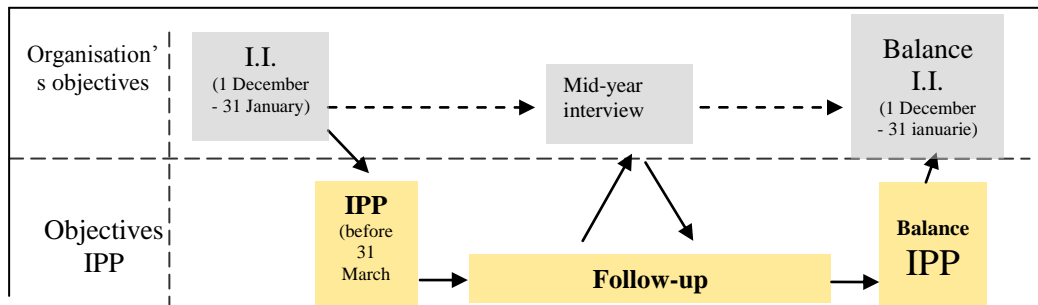 Organisation'
s objectives
I.I.
(1 December
- 31 January)
Mid-year
interview
Balance
I.I.
(1 December
- 31 ianuarie)
Objectives
IPP
IPP
(before
31
March
Follow-up
Balance
IPP